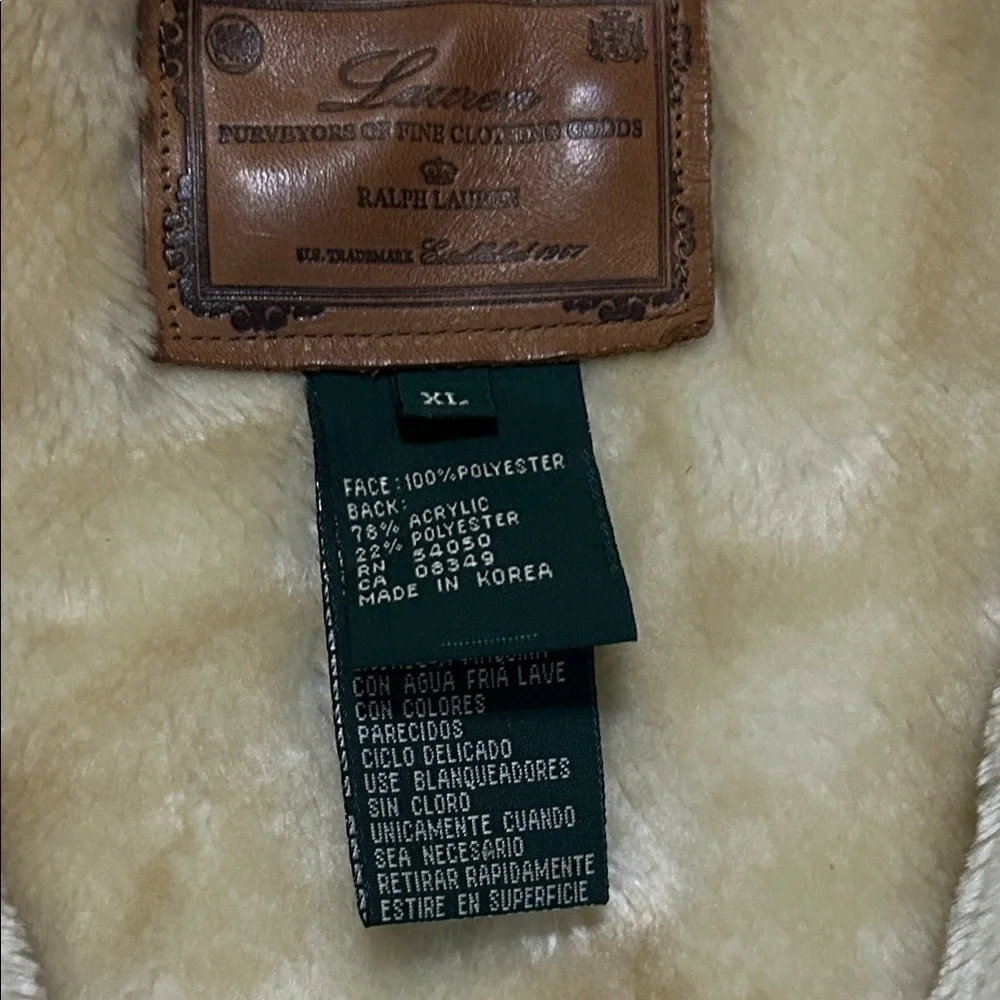 Lauren
PURVEYORS OF FINE CLOTHING GOODS
RALPH LAUREN
U.S. TRADEMARK Established 1967
XL
FACE: 100% POLYESTER
BACK:
78% ACRYLIC
22% POLYESTER
RN 54050
CA 08349
MADE IN KOREA
CON AGUA FRIA LAVE
CON COLORES
PARECIDOS
CICLO DELICADO
USE BLANQUEADORES
SIN CLORO
UNICAMENTE CUANDO
SEA NECESARIO
RETIRAR RAPIDAMENTE
ESTIRE EN SUPERFICIE